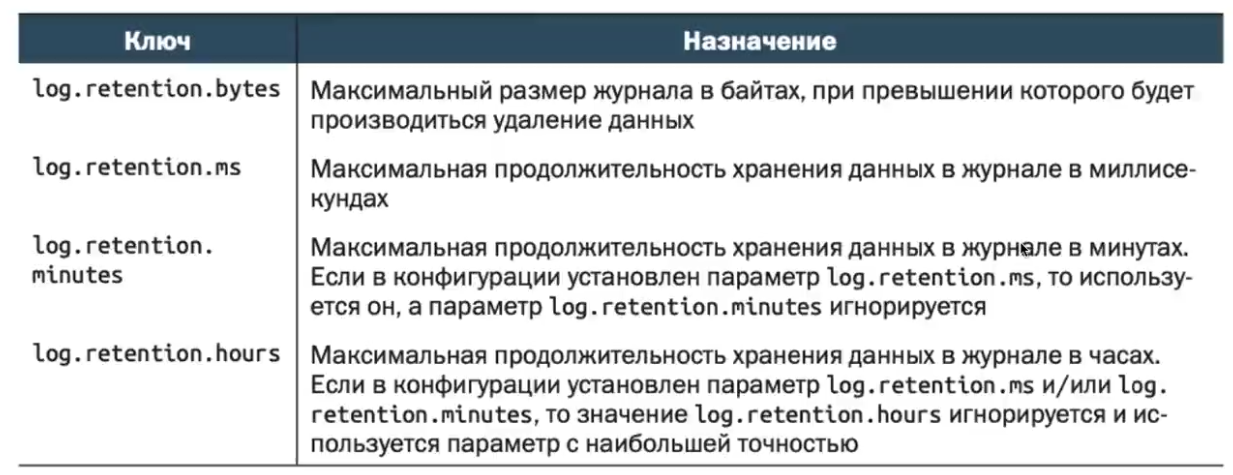 Ключ Назначение
log.retention.bytes Максимальный размер журнала в байтах, при превышении которого будет
производиться удаление данных
log.retention.ms Максимальная продолжительность хранения данных в журнале в миллисе-
кундах
log.retention. Максимальная продолжительность хранения данных в журнале в минутах.
minutes Если в конфигурации установлен параметр log.retention.ms, то использу-
ется он, а параметр log.retention.minutes игнорируется
log.retention.hours Максимальная продолжительность хранения данных в журнале в часах.
Если в конфигурации установлен параметр log.retention.ms и/или log.
retention.minutes, то значение log.retention.hours игнорируется и ис-
пользуется параметр с наибольшей точностью